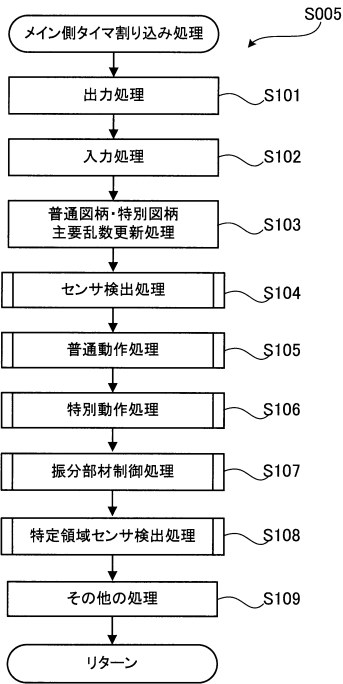 S005
メイン側タイマ割り込み処理
出力処理
S101
入力処理
S102
普通図柄・特別図柄
主要乱数更新処理
S103
センサ検出処理
S104
普通動作処理
S105
特別動作処理
S106
振分部材制御処理
S107
特定領域センサ検出処理
S108
その他の処理
S109
リターン